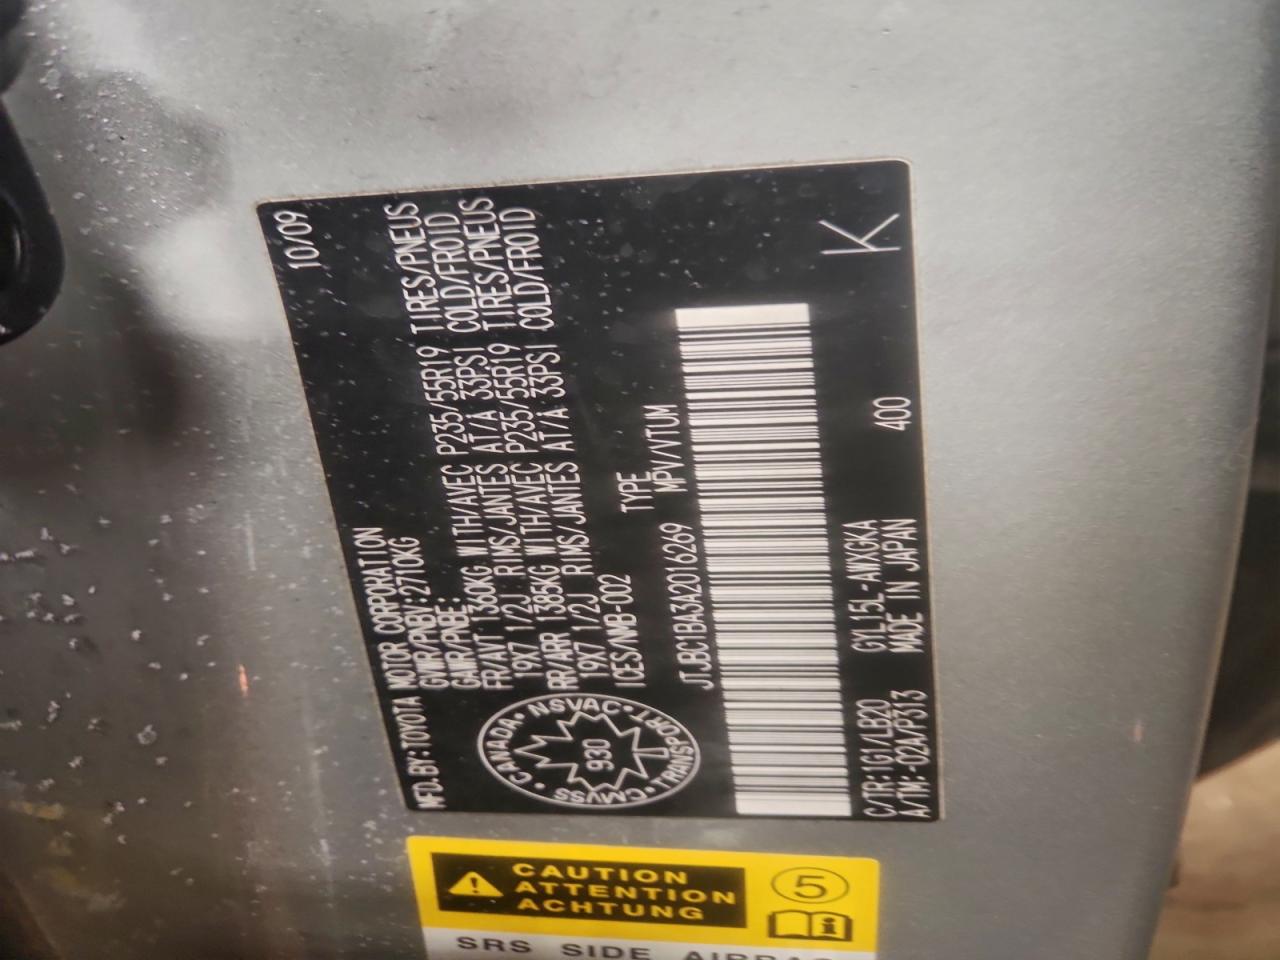 MFD.BY:TOYOTA MOTOR CORPORATION 10/09
GVWR/PNBV:2710KG
GAWR/PNBE:
FR/AVT 1360KG WITH/AVEC P235/55R19 TIRES/PNEUS
19X7 1/2J RIMS/JANTES AT/A 33PSI COLD/FROID
RR/ARR 1385KG WITH/AVEC P235/55R19 TIRES/PNEUS
19X7 1/2J RIMS/JANTES AT/A 33PSI COLD/FROID
ICES/NMB-002
TYPE
JTJBC1BA3A2016269 MPV/VTUM
CANADA • NSVAC • TRANSPORT • CMVSS •
930
K
C/TR:1G1/LB20 GYL15L-AWXGKA
A/TM:-02A/P313 MADE IN JAPAN 400
CAUTION
ATTENTION
ACHTUNG
5
SRS SIDE